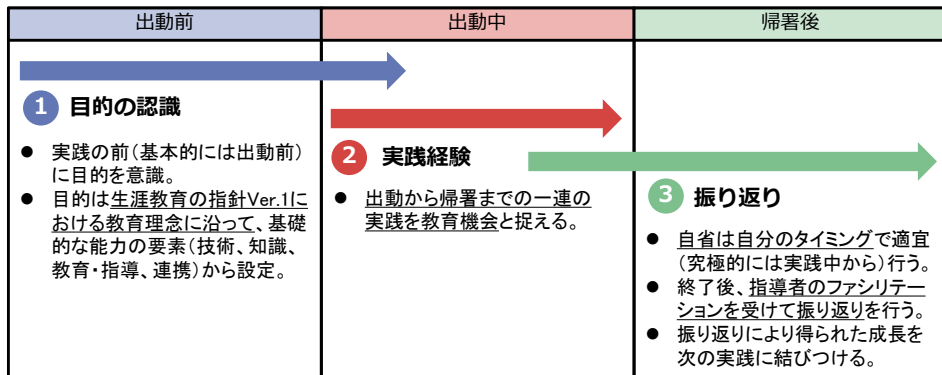 出動前
出動中
帰署後
1 目的の認識
● 実践の前(基本的には出動前)
に目的を意識。
● 目的は生涯教育の指針Ver.1に
おける教育理念に沿って、基礎
的な能力の要素(技術、知識、
教育・指導、連携)から設定。
2 実践経験
● 出動から帰署までの一連の
実践を教育機会と捉える。
3 振り返り
● 自省は自分のタイミングで適宜
(究極的には実践中から)行う。
● 終了後、指導者のファシリテー
ションを受けて振り返りを行う。
● 振り返りにより得られた成長を
次の実践に結びつける。